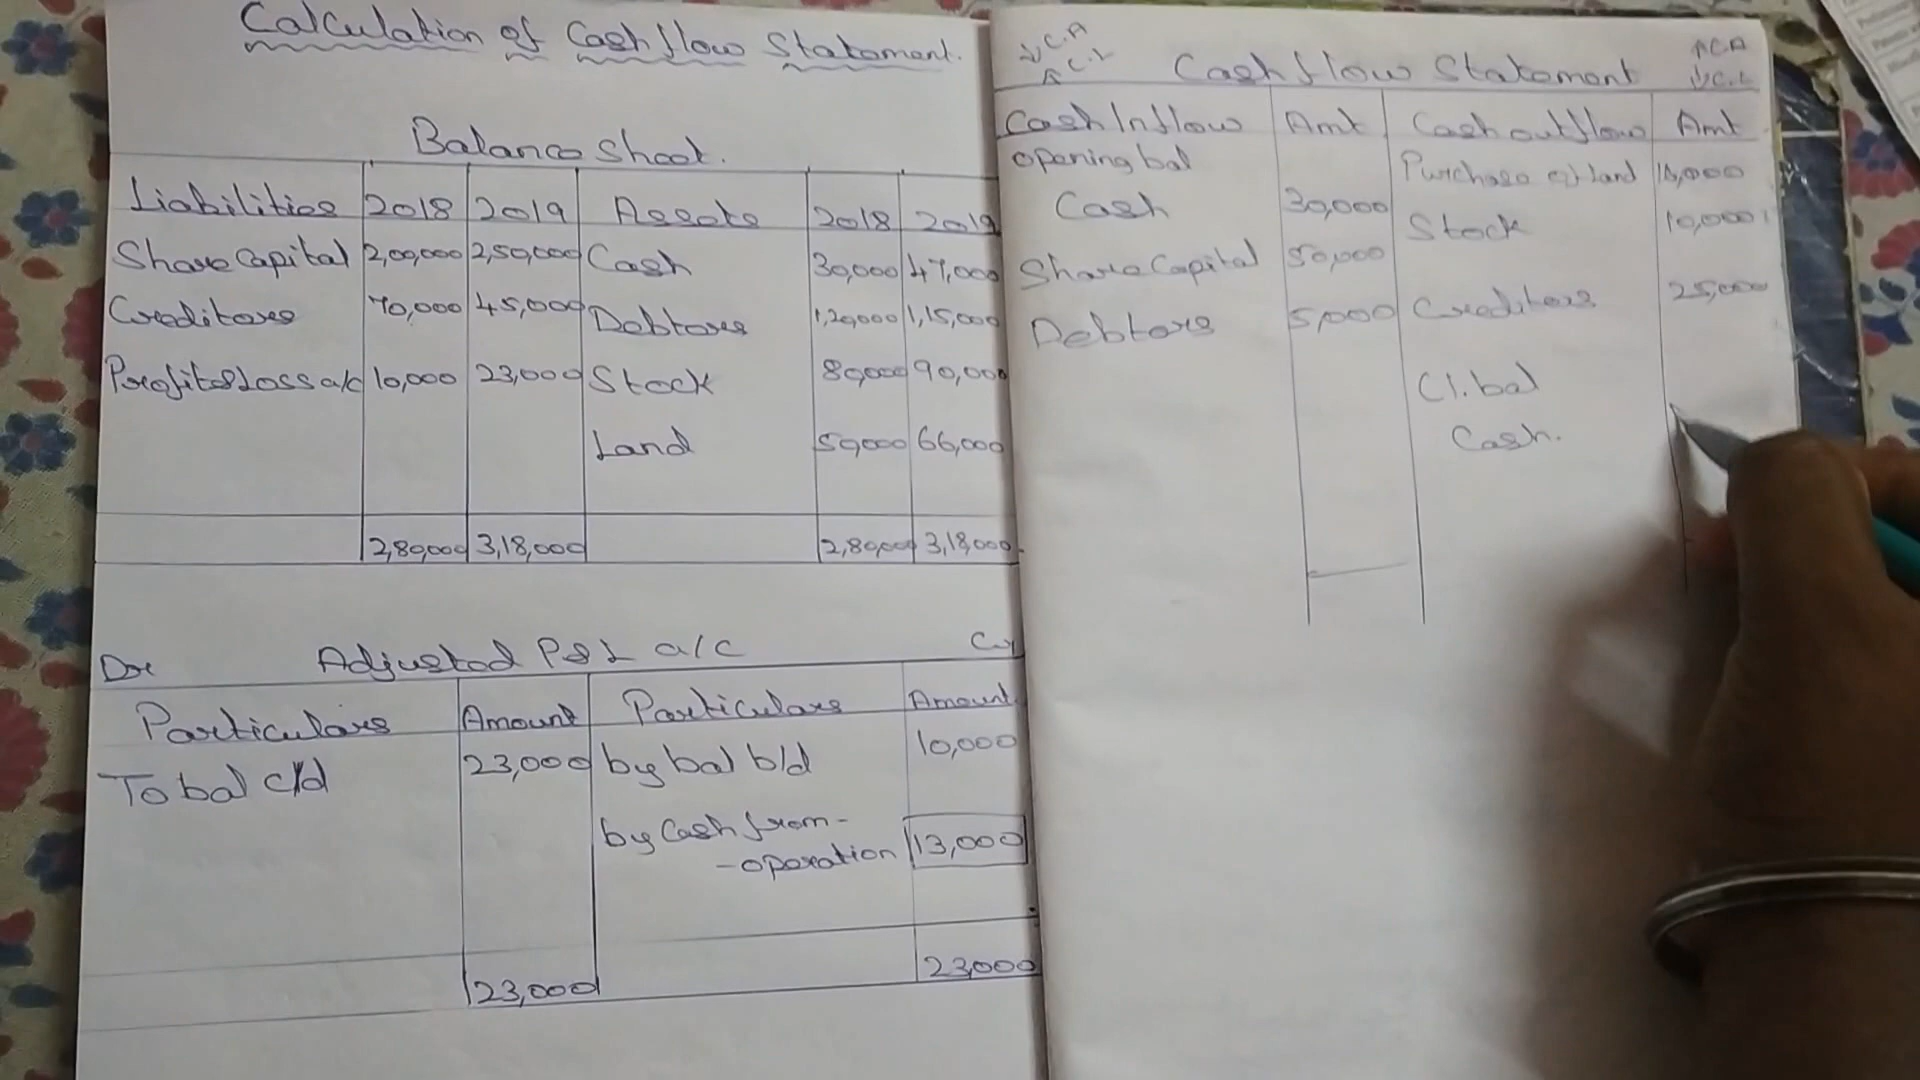 Calculation of Cash flow Statement.
Balance Sheet.
Liabilities 2018 2019 Assets 2018 2019
Share Capital 2,00,000 2,50,000 Cash 30,000 47,000
Creditors 70,000 45,000 Debtors 1,20,000 1,15,000
Profit & Loss a/c 10,000 23,000 Stock 80,000 90,000
Land 50,000 66,000
2,80,000 3,18,000 2,80,000 3,18,000
Dr Adjusted P&L a/c Cr
Particulars Amount Particulars Amount
To bal c/d 23,000 by bal b/d 10,000
by Cash from-
-operation 13,000
23,000 23,000
↓C.A ↑C.A
↑C.L Cash flow Statement ↓C.L
Cash Inflow Amt Cash outflow Amt
Opening bal Purchase of land 16,000
Cash 30,000 Stock 10,000
Share Capital 50,000 Creditors 25,000
Debtors 5,000
Cl. bal
Cash.